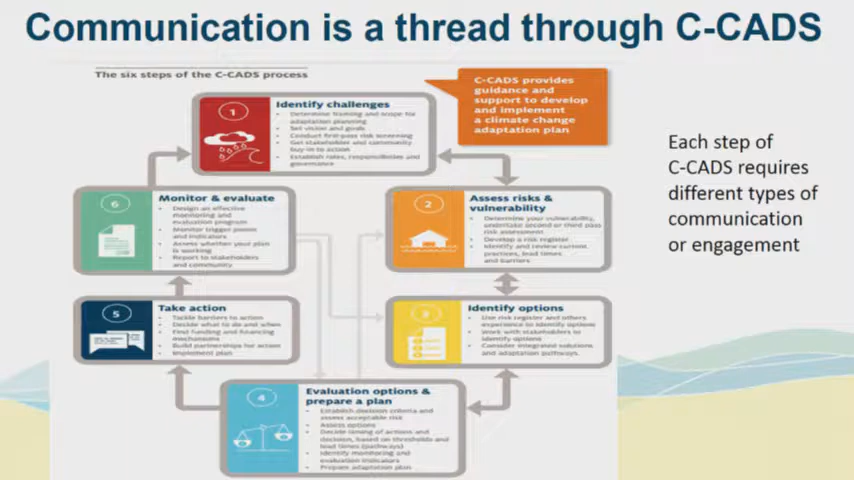 Communication is a thread through C-CADS
The six steps of the C-CADS process
C-CADS provides
guidance and
support to develop
and implement
a climate change
adaptation plan
1
Identify challenges
• Determine framing and scope for
adaptation planning
• Set vision and goals
• Conduct first-pass risk screening
• Get stakeholder and community
buy-in to action
• Establish roles, responsibilities and
governance
Each step of
C-CADS requires
different types of
communication
or engagement
6
Monitor & evaluate
• Design an effective
monitoring and
evaluation program
• Monitor trigger points
and indicators
• Assess whether your plan
is working
• Report to stakeholders
and community
2
Assess risks &
vulnerability
• Determine your vulnerability,
undertake second or third pass
risk assessment
• Develop a risk register
• Identify and review current
practices, lead times
and barriers
5
Take action
• Tackle barriers to action
• Decide what to do and when
• Find funding and financing
mechanisms
• Build partnerships for action
• Implement plan
3
Identify options
• Use risk register and others
experience to identify options
• Work with stakeholders to
identify options
• Consider integrated solutions
and adaptation pathways.
4
Evaluation options &
prepare a plan
• Establish decision criteria and
assess acceptable risk
• Assess options
• Decide timing of actions and
decision, based on thresholds and
lead times (pathways)
• Identify monitoring and
evaluation indicators
• Prepare adaptation plan